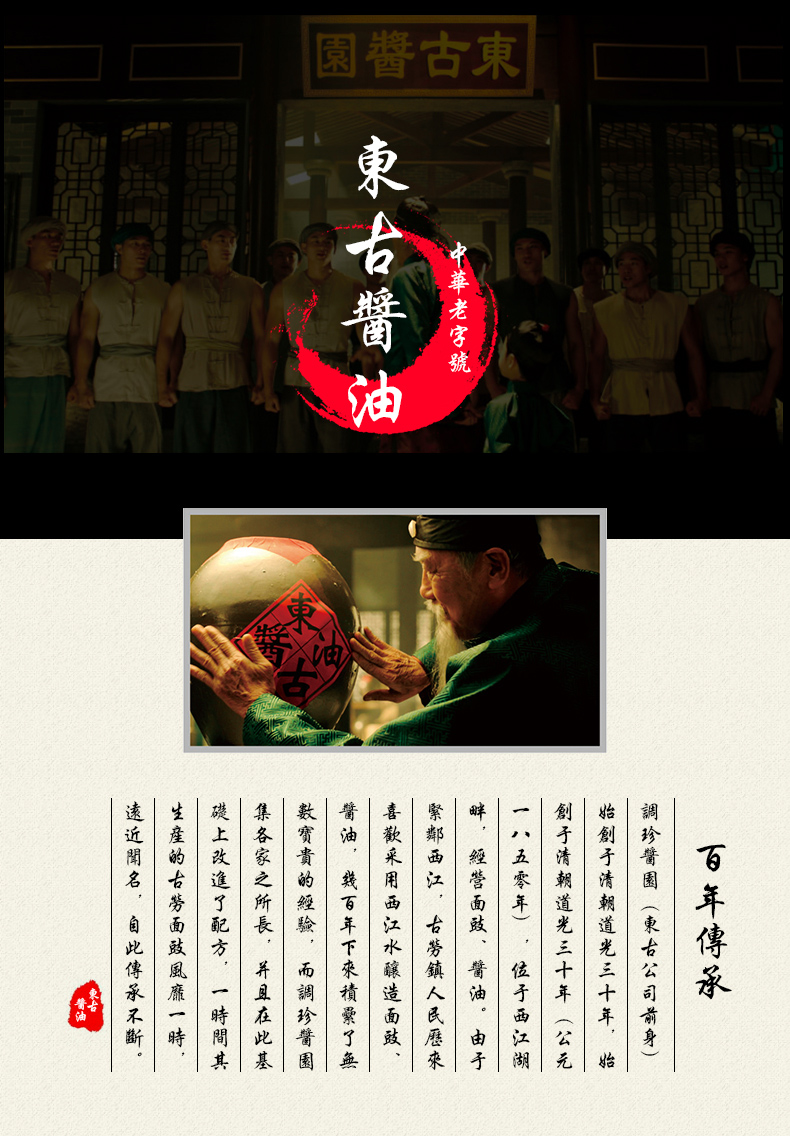 園醬古東
東古醬油
中華老字號
東
醬油
古
百年傳承
調珍醬園（東古公司前身）
始創于清朝道光三十年，始
創于清朝道光三十年（公元
一八五零年），位于西江湖
畔，經營面豉、醬油。由于
緊鄰西江，古勞鎮人民歷來
喜歡采用西江水釀造面豉、
醬油，幾百年下來積纍了無
數寶貴的經驗，而調珍醬園
集各家之所長，并且在此基
礎上改進了配方，一時間其
生産的古勞面豉風靡一時，
遠近聞名，自此傳承不斷。
東古
醬油